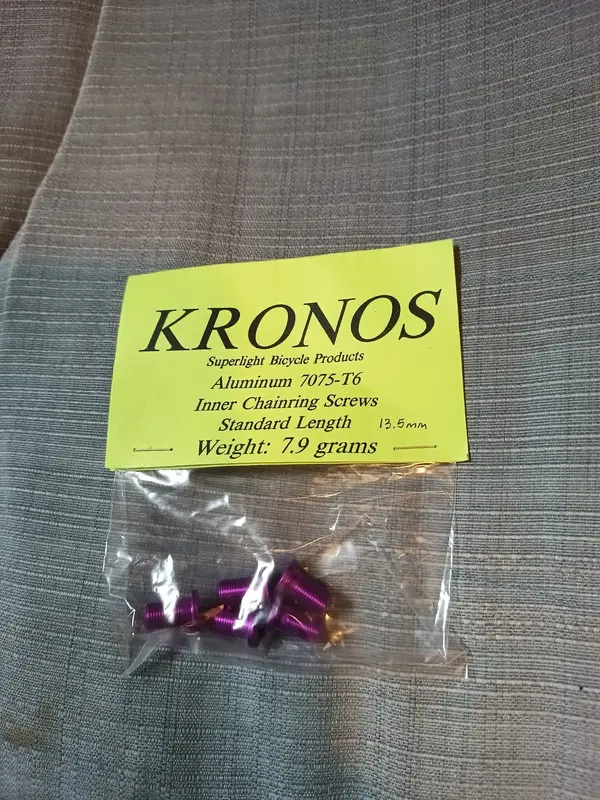 KRONOS
Superlight Bicycle Products
Aluminum 7075-T6
Inner Chainring Screws
Standard Length 13.5mm
Weight: 7.9 grams